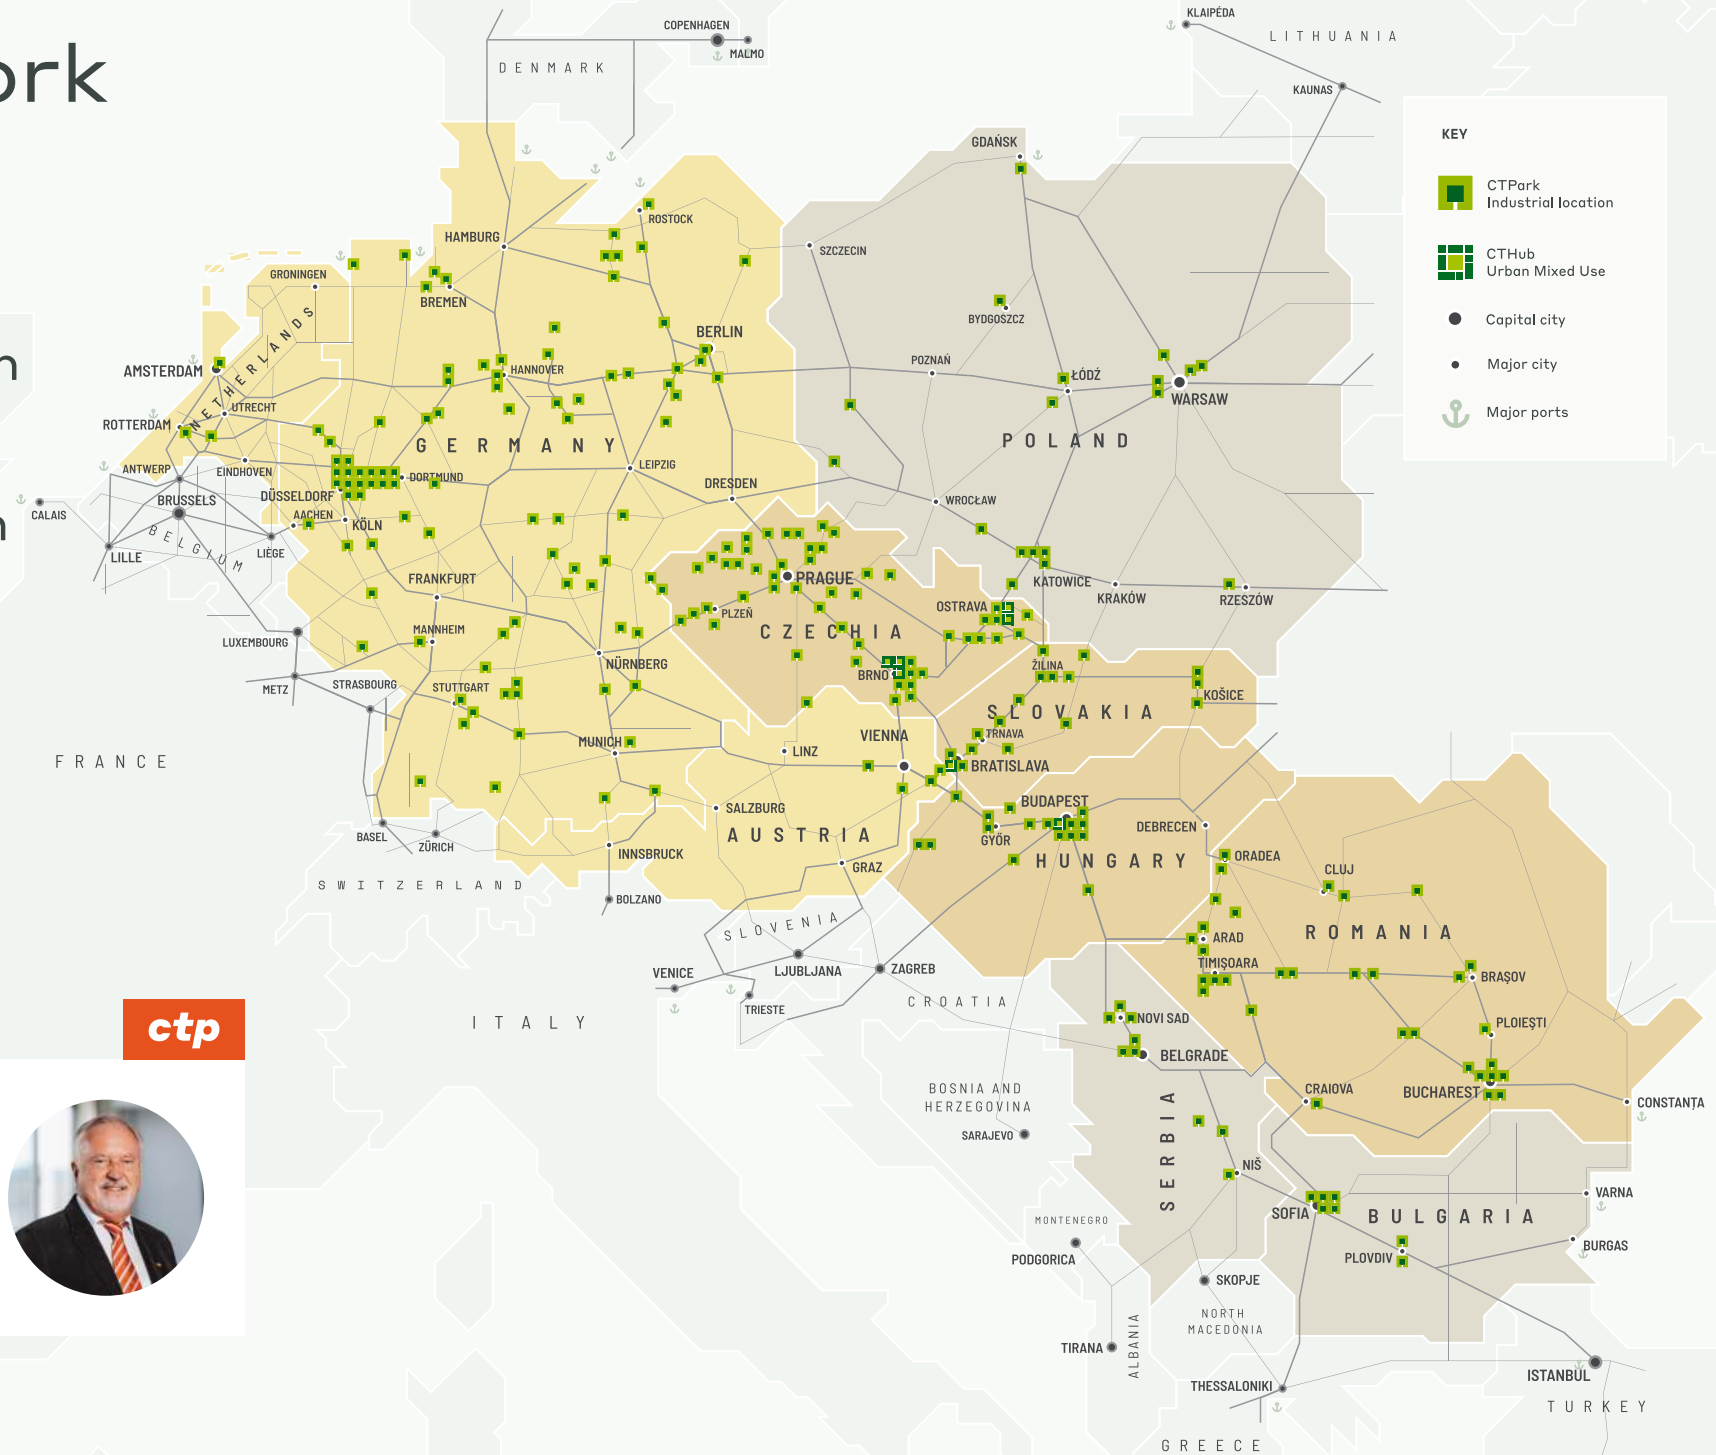 ork
n
n
ctp
KEY
CTPark
Industrial location
CTHub
Urban Mixed Use
Capital city
Major city
Major ports
KLAIPĖDA
LITHUANIA
KAUNAS
COPENHAGEN
MALMO
DENMARK
GDAŃSK
ROSTOCK
HAMBURG
SZCZECIN
GRONINGEN
BREMEN
BYDGOSZCZ
BERLIN
NETHERLANDS
AMSTERDAM
HANNOVER
POZNAŃ
ŁÓDŹ
WARSAW
UTRECHT
ROTTERDAM
GERMANY
POLAND
ANTWERP
EINDHOVEN
DORTMUND
LEIPZIG
DRESDEN
BRUSSELS
DÜSSELDORF
WROCŁAW
CALAIS
AACHEN
KÖLN
BELGIUM
LILLE
LIÈGE
FRANKFURT
PRAGUE
KATOWICE
KRAKÓW
RZESZÓW
OSTRAVA
PLZEŇ
CZECHIA
LUXEMBOURG
MANNHEIM
NÜRNBERG
ŽILINA
BRNO
METZ
STRASBOURG
STUTTGART
KOŠICE
SLOVAKIA
MUNICH
LINZ
VIENNA
TRNAVA
FRANCE
BRATISLAVA
SALZBURG
BUDAPEST
AUSTRIA
BASEL
ZÜRICH
GYŐR
DEBRECEN
INNSBRUCK
GRAZ
HUNGARY
ORADEA
CLUJ
SWITZERLAND
BOLZANO
SLOVENIA
ARAD
ROMANIA
VENICE
LJUBLJANA
ZAGREB
TIMIȘOARA
BRAȘOV
TRIESTE
CROATIA
ITALY
NOVI SAD
PLOIEȘTI
BELGRADE
BOSNIA AND
HERZEGOVINA
CRAIOVA
BUCHAREST
CONSTANȚA
SARAJEVO
SERBIA
NIŠ
VARNA
MONTENEGRO
SOFIA
BULGARIA
PODGORICA
PLOVDIV
BURGAS
SKOPJE
NORTH
MACEDONIA
TIRANA
ALBANIA
THESSALONIKI
ISTANBUL
TURKEY
GREECE